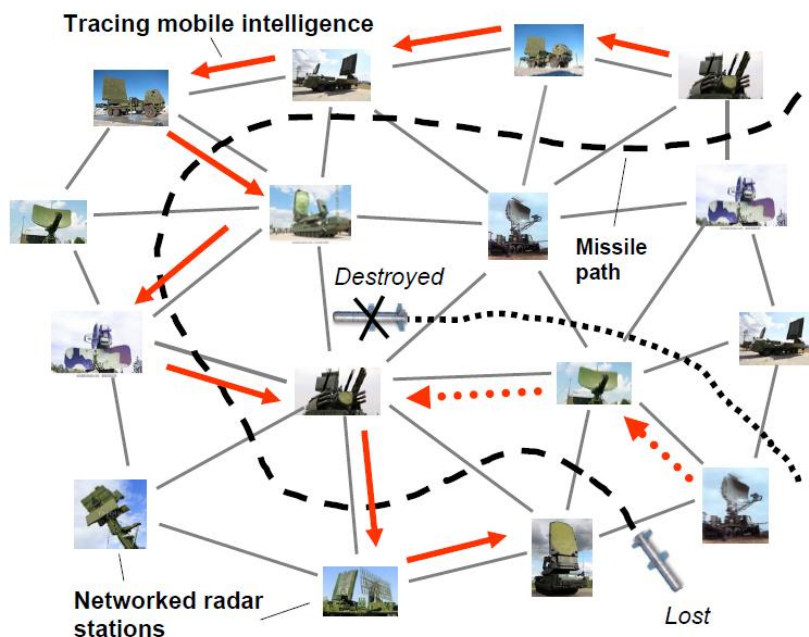 Tracing mobile intelligence
Missile
path
Destroyed
Networked radar
stations
Lost